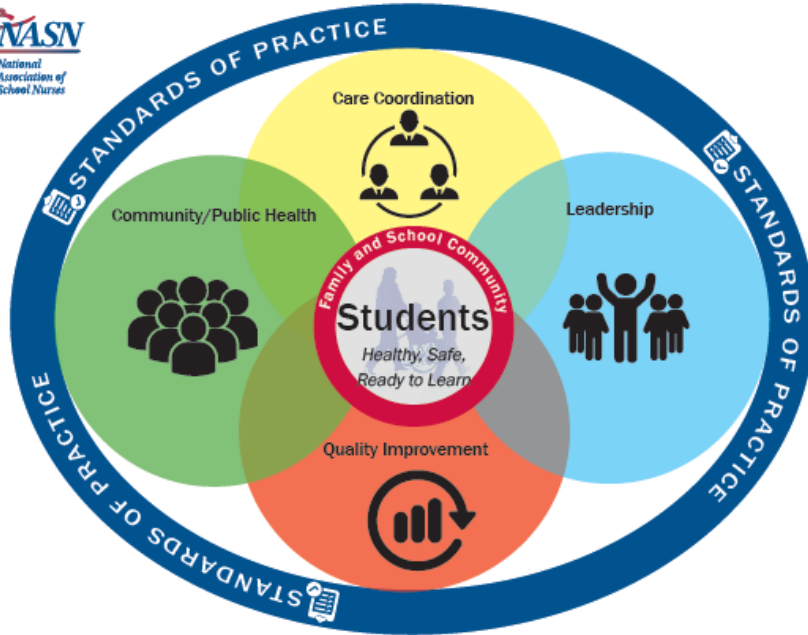 NASN
National
Association of
School Nurses
STANDARDS OF PRACTICE
STANDARDS OF PRACTICE
STANDARDS OF PRACTICE
Care Coordination
Community/Public Health
Leadership
Family and School Community
Students
Healthy, Safe,
Ready to Learn
Quality Improvement